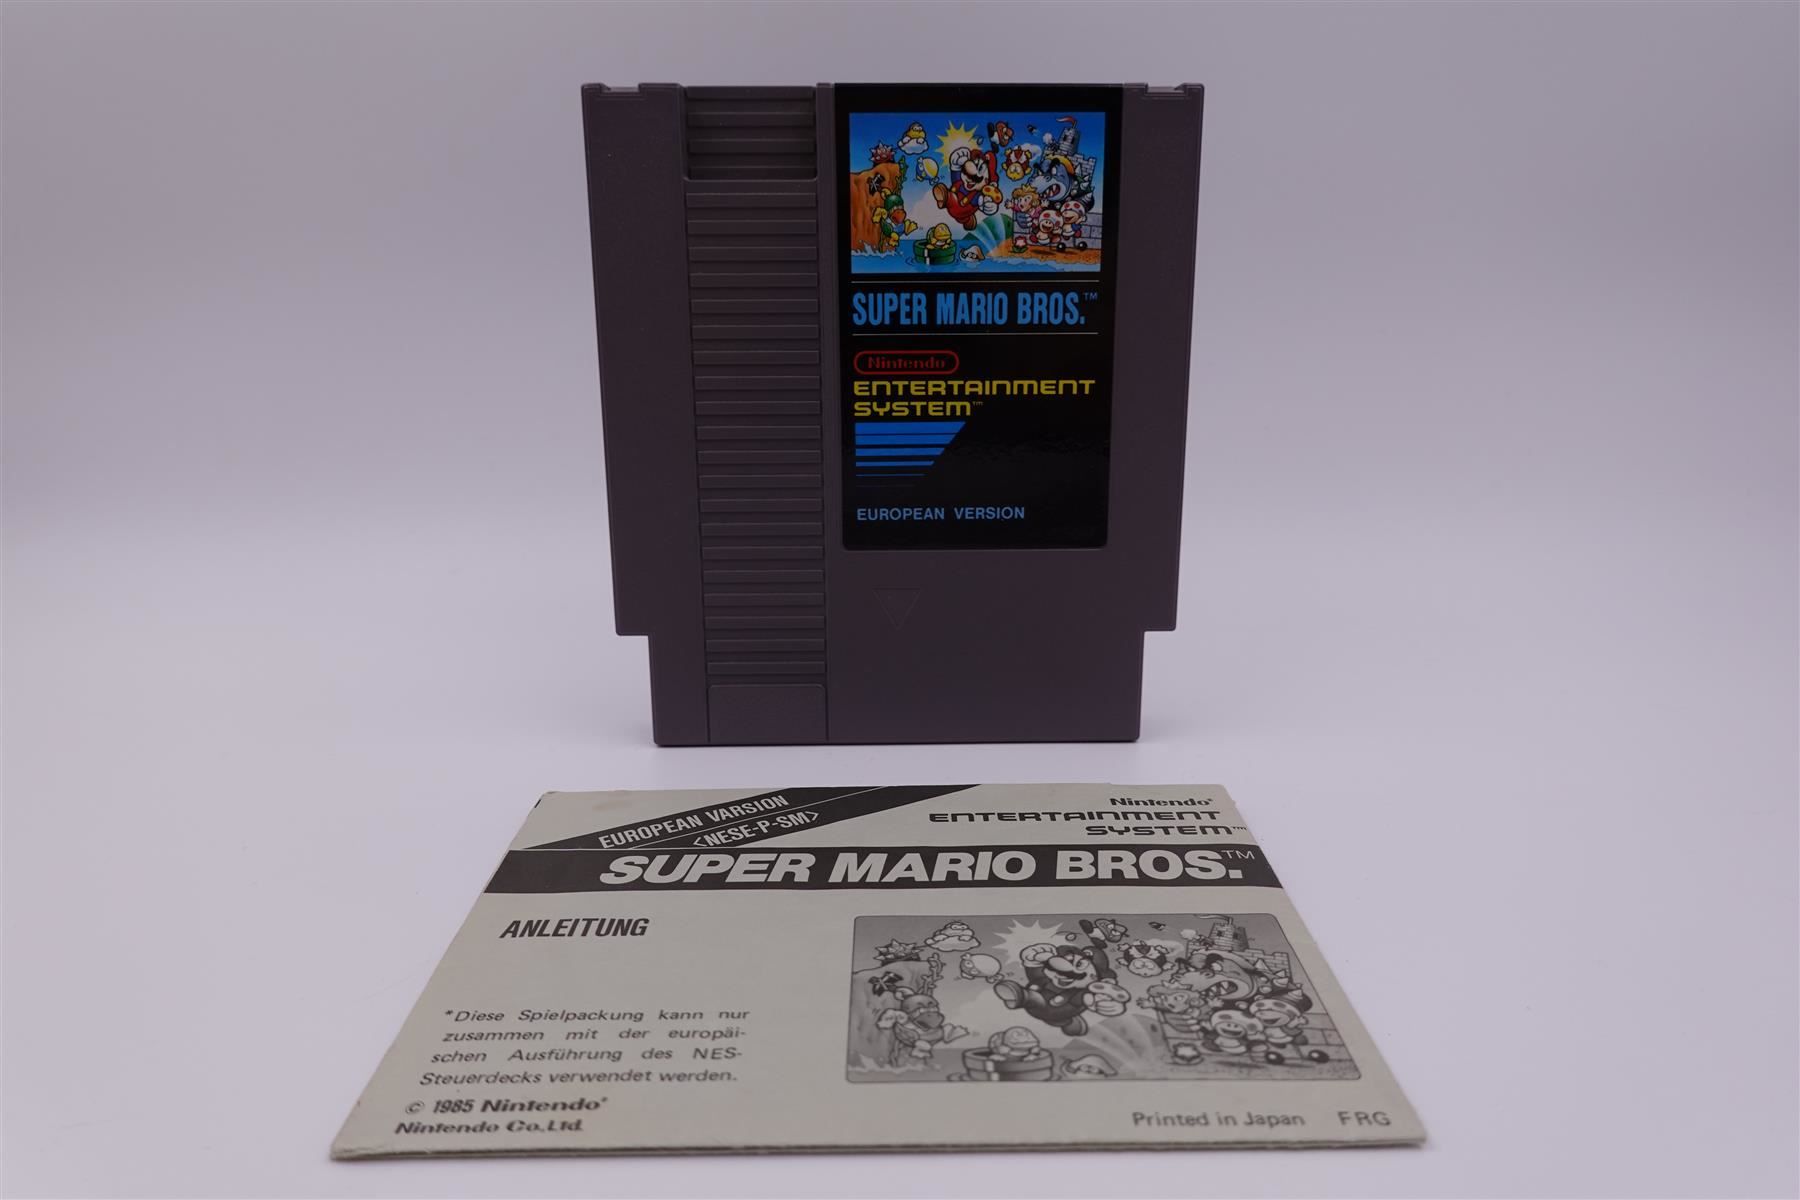 SUPER MARIO BROS.™
Nintendo®
ENTERTAINMENT
SYSTEM™
EUROPEAN VERSION
EUROPEAN VARSION
<NESE-P-SM>
Nintendo®
ENTERTAINMENT
SYSTEM™
SUPER MARIO BROS.™
ANLEITUNG
*Diese Spielpackung kann nur
zusammen mit der europäi-
schen Ausführung des NES-
Steuerdecks verwendet werden.
© 1985 Nintendo®
Nintendo Co.,Ltd.
Printed in Japan FRG